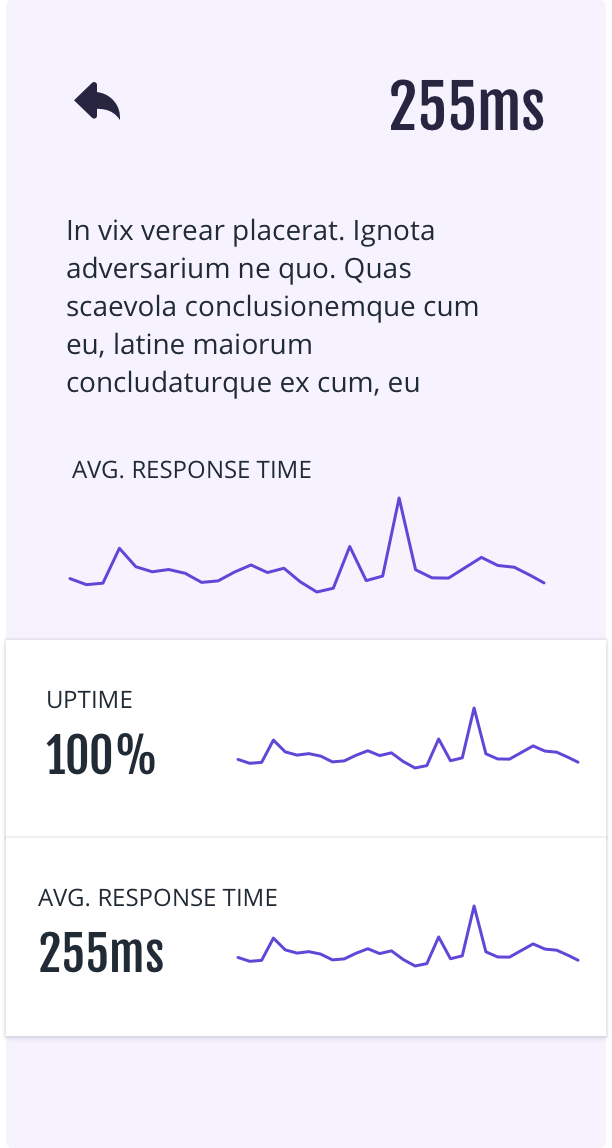 255ms
In vix verear placerat. Ignota
adversarium ne quo. Quas
scaevola conclusionemque cum
eu, latine maiorum
concludaturque ex cum, eu
AVG. RESPONSE TIME
UPTIME
100%
AVG. RESPONSE TIME
255ms